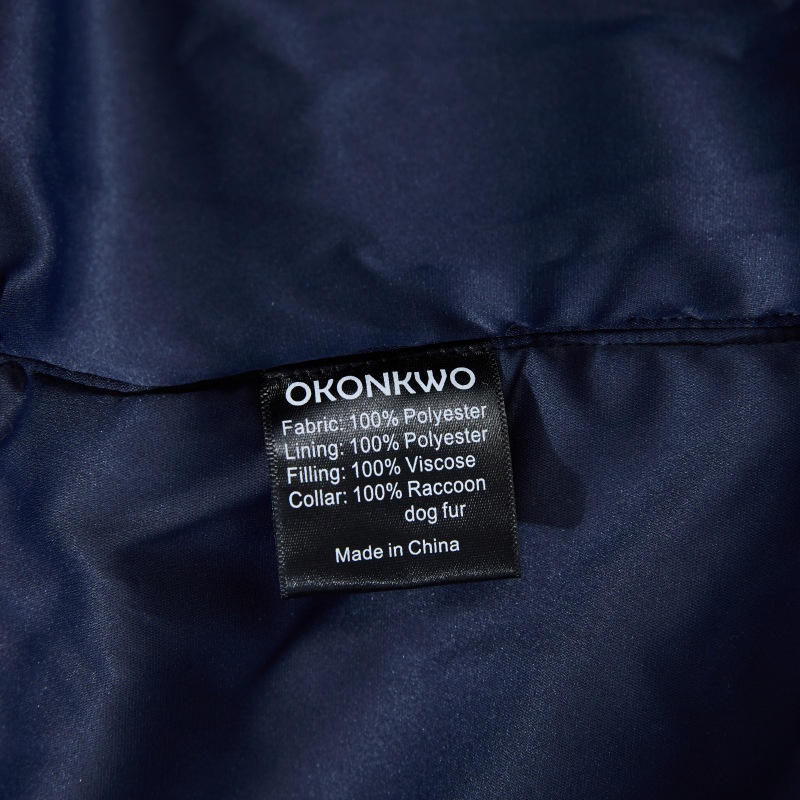 OKONKWO
Fabric: 100% Polyester
Lining: 100% Polyester
Filling: 100% Viscose
Collar: 100% Raccoon
dog fur
Made in China